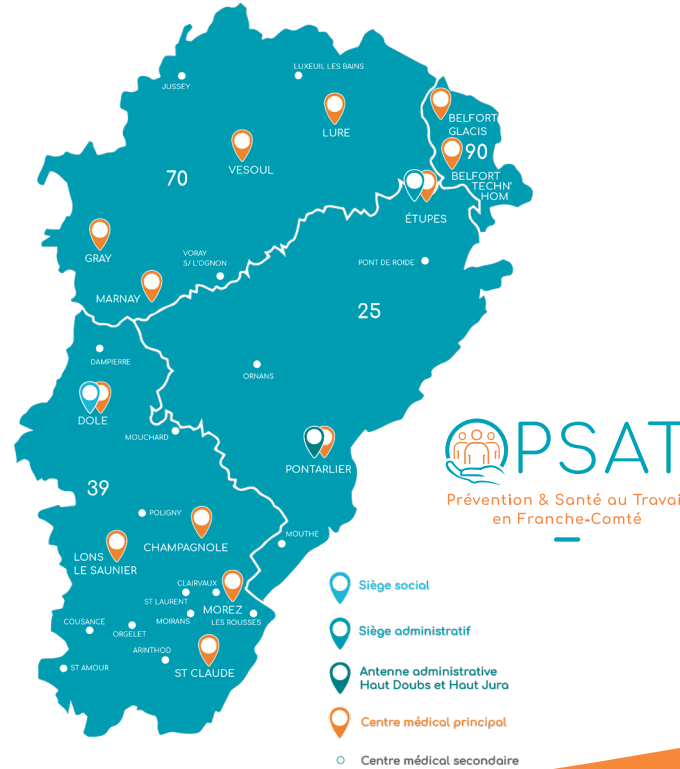 LUXEUIL LES BAINS
JUSSEY
LURE
BELFORT
GLACIS
90
VESOUL
70
BELFORT
TECHN'
HOM
ÉTUPES
GRAY
VORAY
S/ L'OGNON
PONT DE ROIDE
MARNAY
25
DAMPIERRE
ORNANS
DOLE
MOUCHARD
PONTARLIER
PSAT
Prévention & Santé au Travai
en Franche-Comté
39
POLIGNY
CHAMPAGNOLE
MOUTHE
LONS
LE SAUNIER
CLAIRVAUX
ST LAURENT
MOREZ
COUSANCE
MOIRANS
LES ROUSSES
ORGELET
ARINTHOD
ST AMOUR
ST CLAUDE
Siège social
Siège administratif
Antenne administrative
Haut Doubs et Haut Jura
Centre médical principal
Centre médical secondaire